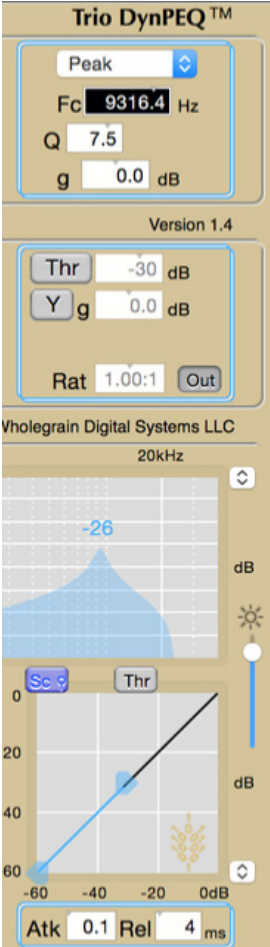 Trio DynPEQ™
Peak
Fc 9316.4 Hz
Q 7.5
g 0.0 dB
Version 1.4
Thr -30 dB
Y g 0.0 dB
Rat 1.00:1 Out
Wholegrain Digital Systems LLC
20kHz
-26
dB
Sc Thr
0
20
40
60
dB
-60 -40 -20 0dB
Atk 0.1 Rel 4 ms